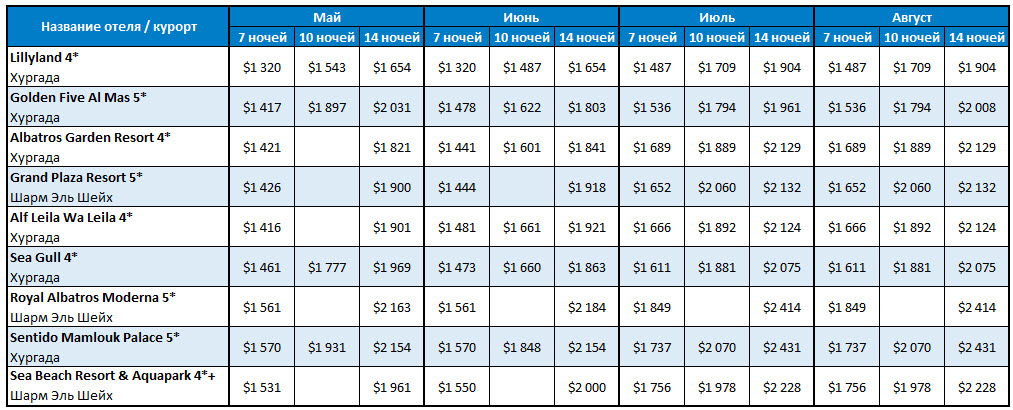 Название отеля / курорт Май Июнь Июль Август
7 ночей 10 ночей 14 ночей 7 ночей 10 ночей 14 ночей 7 ночей 10 ночей 14 ночей 7 ночей 10 ночей 14 ночей
Lillyland 4*
Хургада
$1 320 $1 543 $1 654 $1 320 $1 487 $1 654 $1 487 $1 709 $1 904 $1 487 $1 709 $1 904
Golden Five Al Mas 5*
Хургада
$1 417 $1 897 $2 031 $1 478 $1 622 $1 803 $1 536 $1 794 $1 961 $1 536 $1 794 $2 008
Albatros Garden Resort 4*
Хургада
$1 421 $1 821 $1 441 $1 601 $1 841 $1 689 $1 889 $2 129 $1 689 $1 889 $2 129
Grand Plaza Resort 5*
Шарм Эль Шейх
$1 426 $1 900 $1 444 $1 918 $1 652 $2 060 $2 132 $1 652 $2 060 $2 132
Alf Leila Wa Leila 4*
Хургада
$1 416 $1 901 $1 481 $1 661 $1 921 $1 666 $1 892 $2 124 $1 666 $1 892 $2 124
Sea Gull 4*
Хургада
$1 461 $1 777 $1 969 $1 473 $1 660 $1 863 $1 611 $1 881 $2 075 $1 611 $1 881 $2 075
Royal Albatros Moderna 5*
Шарм Эль Шейх
$1 561 $2 163 $1 561 $2 184 $1 849 $2 414 $1 849 $2 414
Sentido Mamlouk Palace 5*
Хургада
$1 570 $1 931 $2 154 $1 570 $1 848 $2 154 $1 737 $2 070 $2 431 $1 737 $2 070 $2 431
Sea Beach Resort & Aquapark 4*+
Шарм Эль Шейх
$1 531 $1 961 $1 550 $2 000 $1 756 $1 978 $2 228 $1 756 $1 978 $2 228